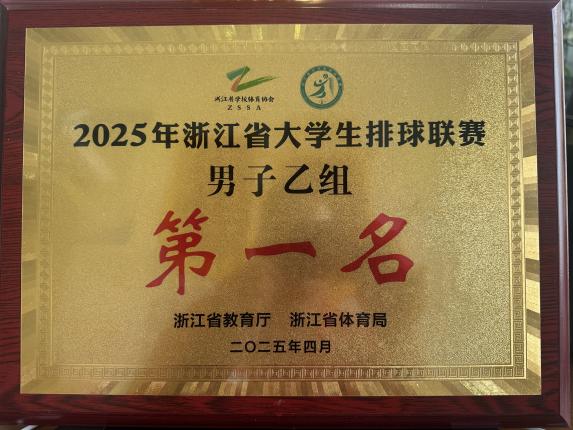 浙江省学校体育协会
ZSSA
2025年浙江省大学生排球联赛
男子乙组
第一名
浙江省教育厅 浙江省体育局
二〇二五年四月